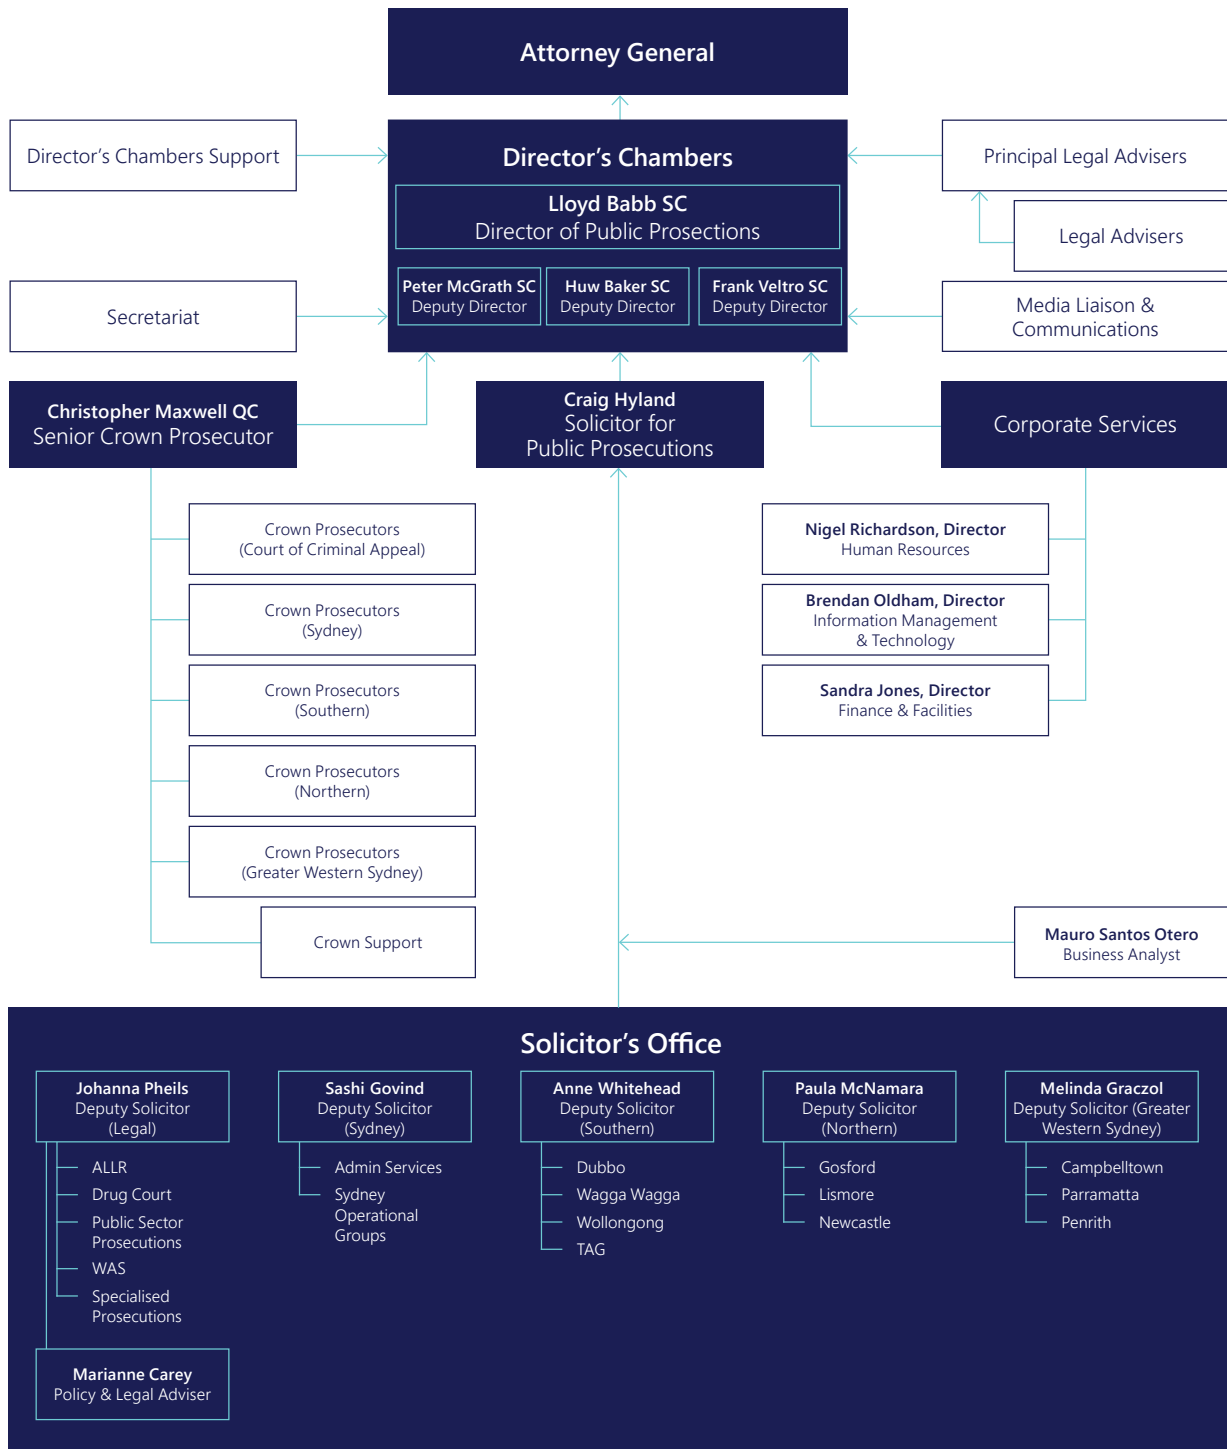 Attorney General
Director's Chambers Support
Director's Chambers
Lloyd Babb SC
Director of Public Prosections
Peter McGrath SC
Deputy Director
Huw Baker SC
Deputy Director
Frank Veltro SC
Deputy Director
Principal Legal Advisers
Legal Advisers
Secretariat
Media Liaison &
Communications
Christopher Maxwell QC
Senior Crown Prosecutor
Craig Hyland
Solicitor for
Public Prosecutions
Corporate Services
Crown Prosecutors
(Court of Criminal Appeal)
Crown Prosecutors
(Sydney)
Crown Prosecutors
(Southern)
Crown Prosecutors
(Northern)
Crown Prosecutors
(Greater Western Sydney)
Crown Support
Nigel Richardson, Director
Human Resources
Brendan Oldham, Director
Information Management
& Technology
Sandra Jones, Director
Finance & Facilities
Mauro Santos Otero
Business Analyst
Solicitor's Office
Johanna Pheils
Deputy Solicitor
(Legal)
ALLR
Drug Court
Public Sector
Prosecutions
WAS
Specialised
Prosecutions
Marianne Carey
Policy & Legal Adviser
Sashi Govind
Deputy Solicitor
(Sydney)
Admin Services
Sydney
Operational
Groups
Anne Whitehead
Deputy Solicitor
(Southern)
Dubbo
Wagga Wagga
Wollongong
TAG
Paula McNamara
Deputy Solicitor
(Northern)
Gosford
Lismore
Newcastle
Melinda Graczol
Deputy Solicitor (Greater
Western Sydney)
Campbelltown
Parramatta
Penrith